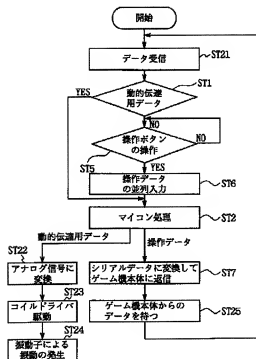 開始
ST21
データ受信
ST1
動的伝達
用データ
YES
NO
操作ボタン
の操作
NO
ST5
YES
操作データ
の並列入力
ST6
マイコン処理
ST2
動的伝達用データ
操作データ
ST22
アナログ信号に
変換
シリアルデータに変換して
ゲーム機本体に返信
ST7
ST23
コイルドライバ
駆動
ゲーム機本体からの
データを待つ
ST25
ST24
振動子による
振動の発生